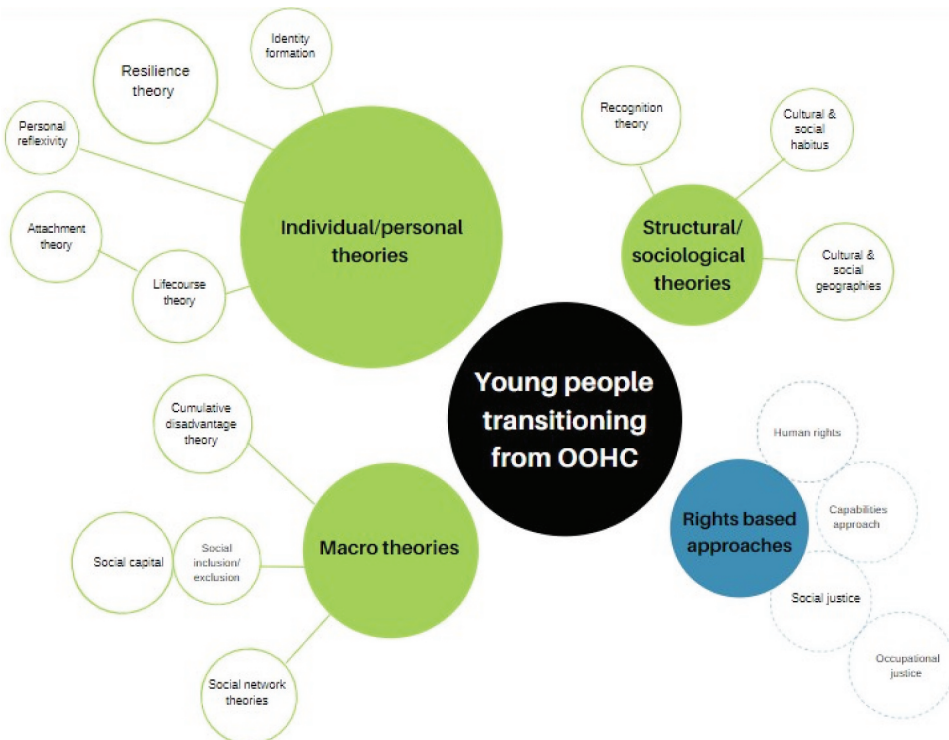 Identity
formation
Resilience
theory
Personal
reflexivity
Attachment
theory
Lifecourse
theory
Individual/personal
theories
Recognition
theory
Cultural &
social
habitus
Structural/
sociological
theories
Cultural &
social
geographies
Young people
transitioning
from OOHC
Cumulative
disadvantage
theory
Social capital
Social
inclusion/
exclusion
Macro theories
Social network
theories
Human rights
Capabilities
approach
Rights based
approaches
Social justice
Occupational
justice